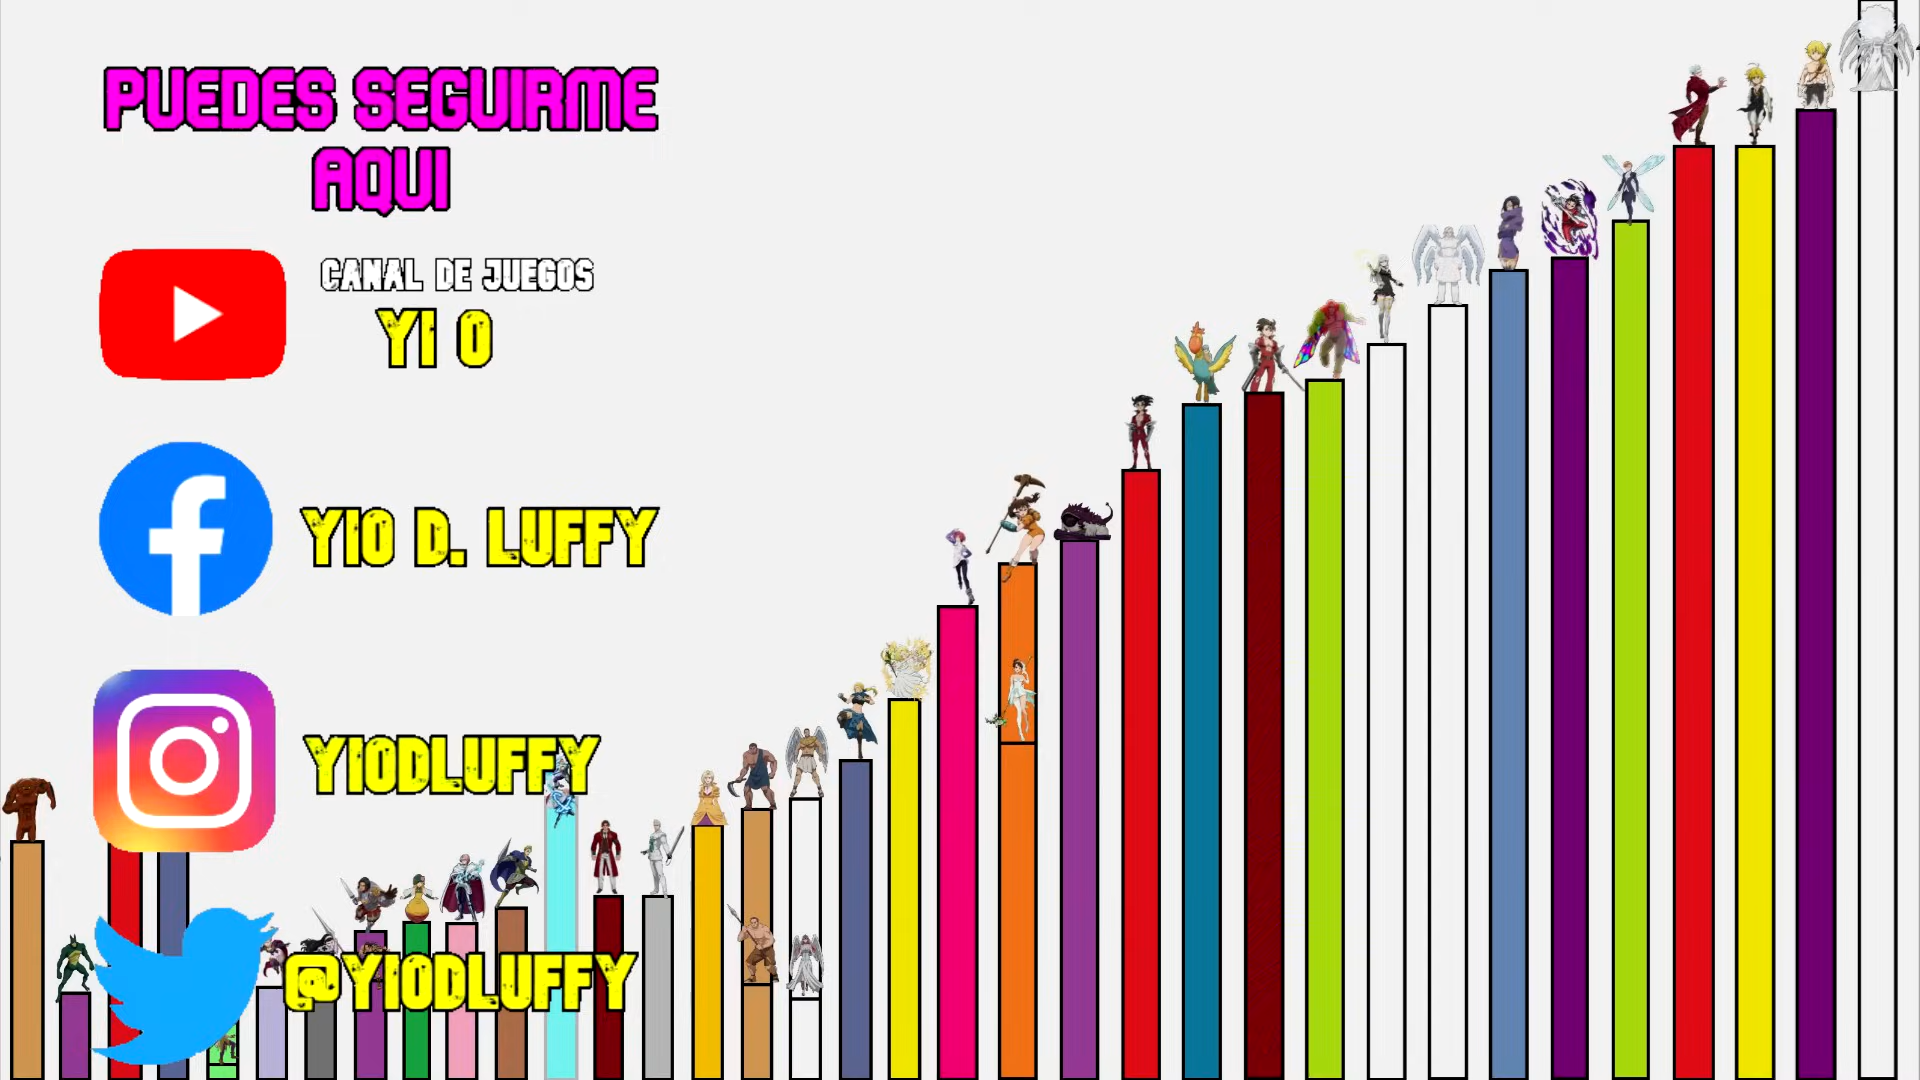 PUEDES SEGUIRME
AQUI
CANAL DE JUEGOS
YI O
YIO D. LUFFY
YIODLUFFY
@YIODLUFFY